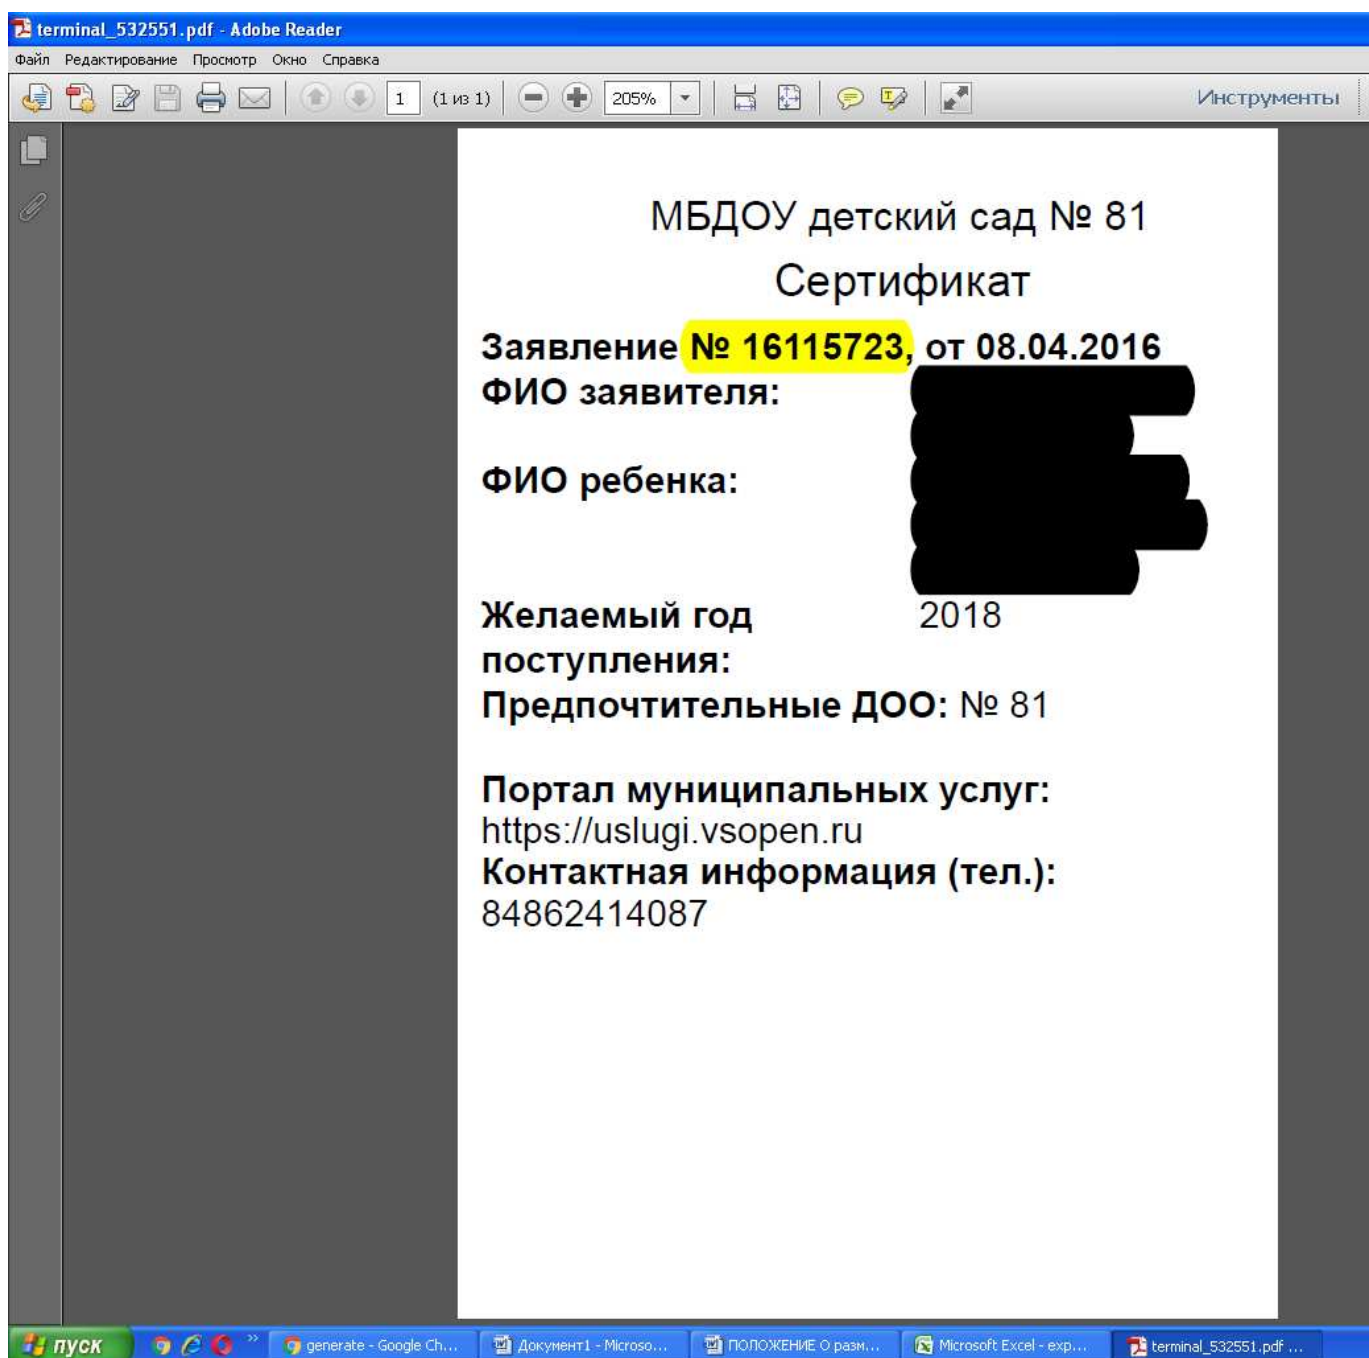 terminal_532551.pdf - Adobe Reader
Файл Редактирование Просмотр Окно Справка
1 (1 из 1) 205% Инструменты
МБДОУ детский сад № 81
Сертификат
Заявление № 16115723, от 08.04.2016
ФИО заявителя:
ФИО ребенка:
Желаемый год 2018
поступления:
Предпочтительные ДОО: № 81
Портал муниципальных услуг:
https://uslugi.vsopen.ru
Контактная информация (тел.):
84862414087
пуск generate - Google Ch... Документ1 - Microso... ПОЛОЖЕНИЕ О разм... Microsoft Excel - exp... terminal_532551.pdf ...